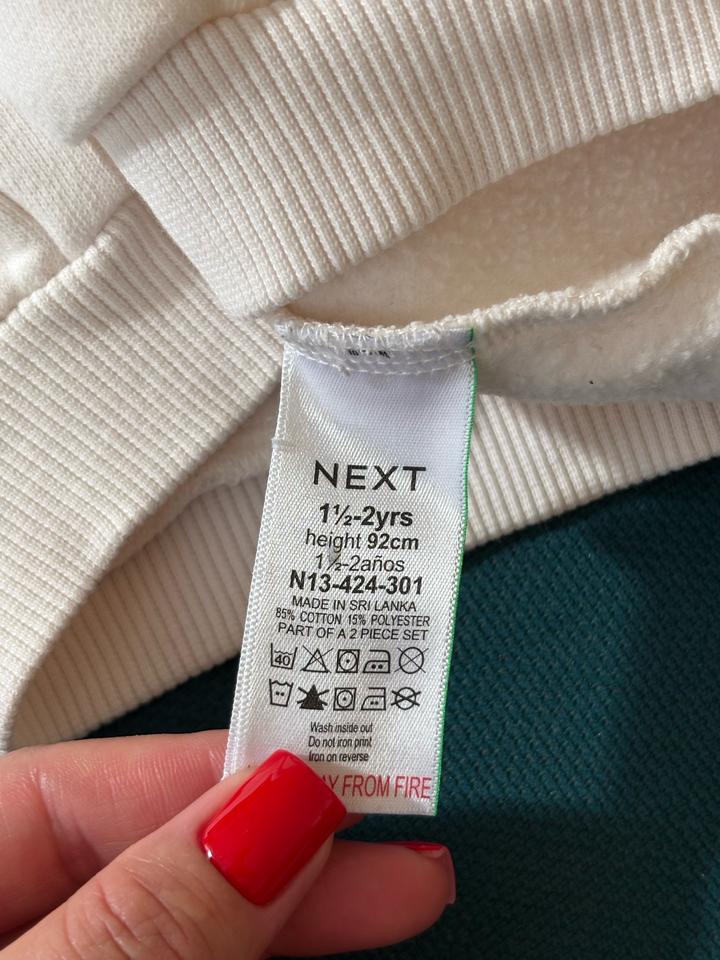 NEXT
1½-2yrs
height 92cm
1½-2años
N13-424-301
MADE IN SRI LANKA
85% COTTON 15% POLYESTER
PART OF A 2 PIECE SET
40
Wash inside out
Do not iron print
Iron on reverse
FROM FIRE